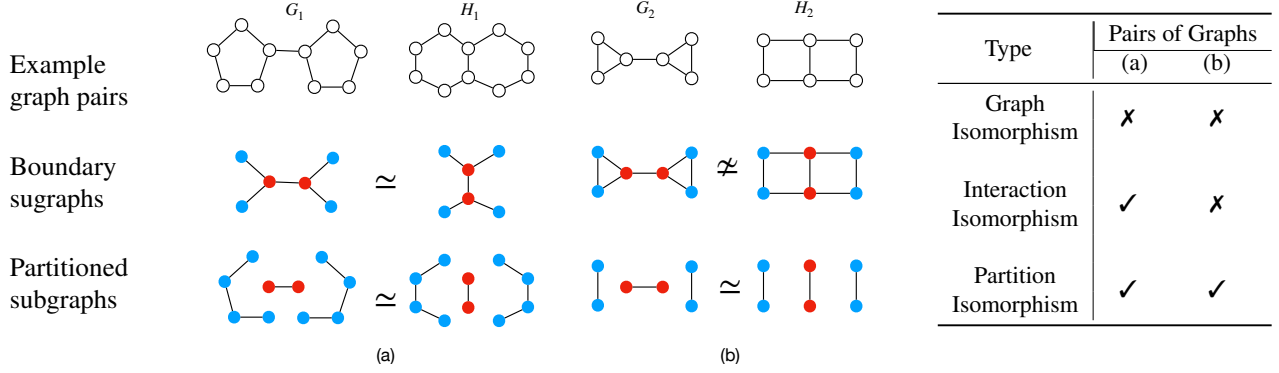 G₁ H₁ G₂ H₂
Example
graph pairs
Boundary
sugraphs
≃ ≄
Partitioned
subgraphs
≃ ≃
(a) (b)
Type Pairs of Graphs
(a) (b)
Graph
Isomorphism ✗ ✗
Interaction
Isomorphism ✓ ✗
Partition
Isomorphism ✓ ✓